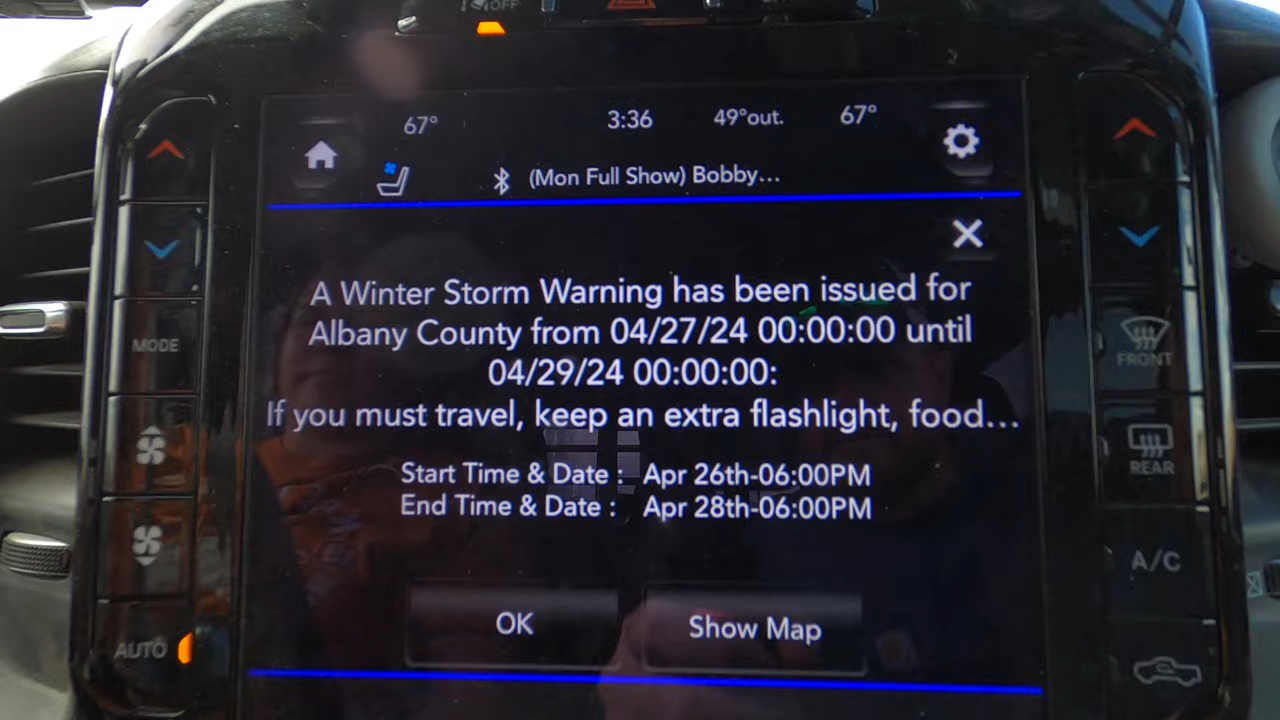 OFF
67° 3:36 49°out. 67°
(Mon Full Show) Bobby...
A Winter Storm Warning has been issued for
Albany County from 04/27/24 00:00:00 until
04/29/24 00:00:00:
If you must travel, keep an extra flashlight, food...
Start Time & Date : Apr 26th-06:00PM
End Time & Date : Apr 28th-06:00PM
OK Show Map
MODE
AUTO
FRONT
REAR
A/C